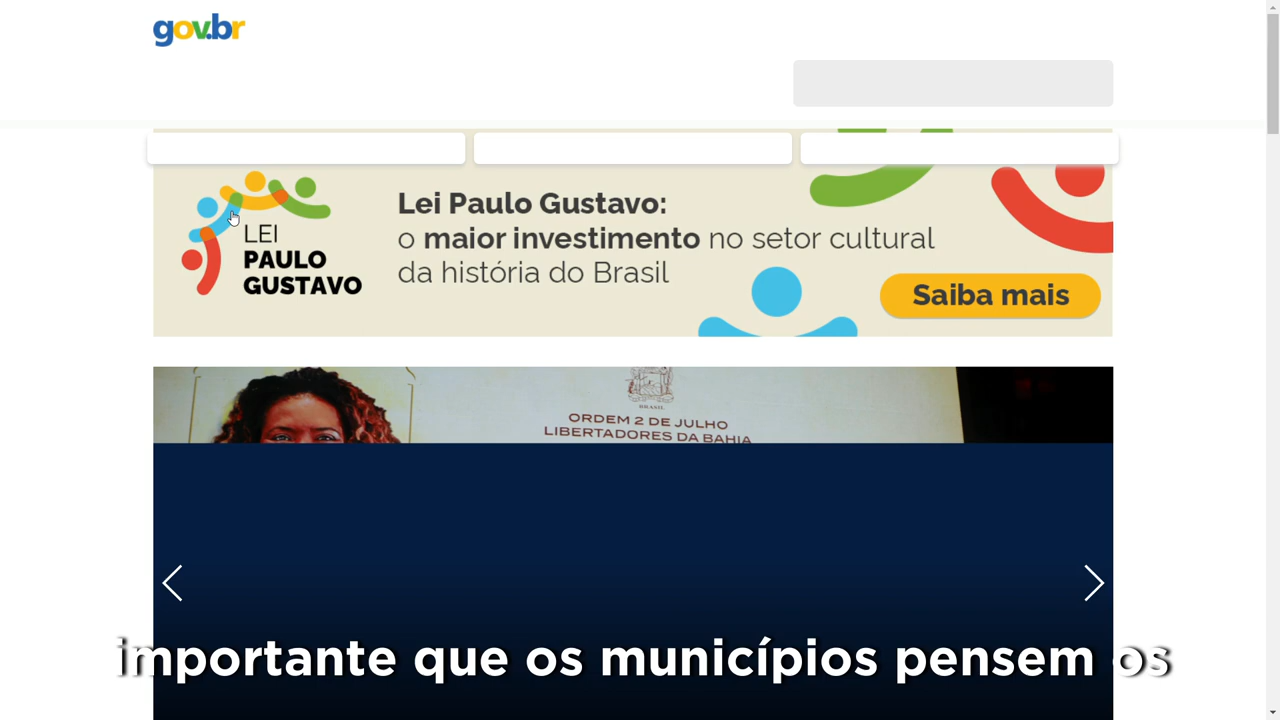 gov.br
LEI
PAULO
GUSTAVO
Lei Paulo Gustavo:
o maior investimento no setor cultural
da história do Brasil
Saiba mais
BRASIL
ORDEM 2 DE JULHO
LIBERTADORES DA BAHIA
importante que os municípios pensem os